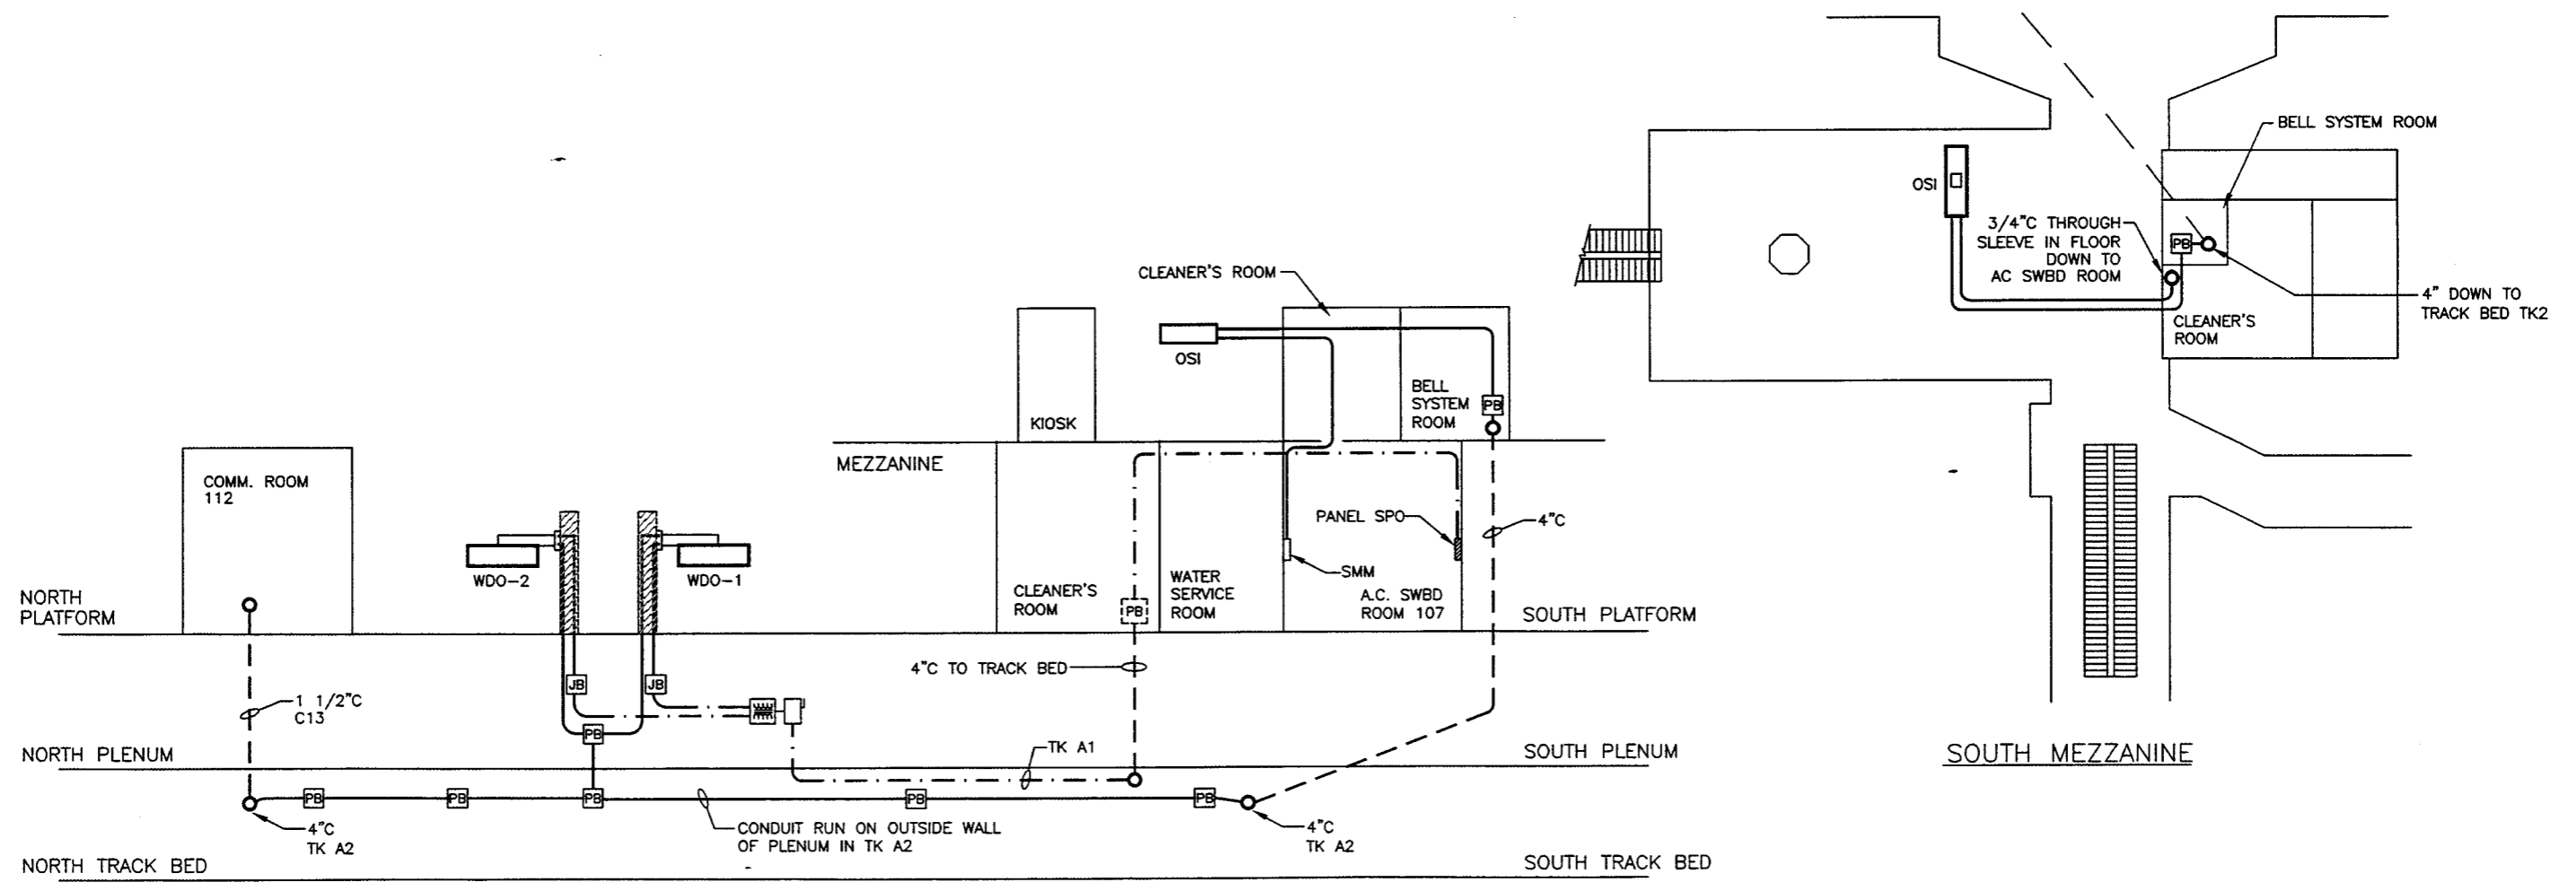 BELL SYSTEM ROOM
OSI
3/4"C THROUGH
SLEEVE IN FLOOR
DOWN TO
AC SWBD ROOM
PB
4" DOWN TO
TRACK BED TK2
CLEANER'S
ROOM
SOUTH MEZZANINE
CLEANER'S ROOM
OSI
KIOSK
BELL
SYSTEM
ROOM
PB
MEZZANINE
COMM. ROOM
112
PANEL SPO
4"C
SMM
WDO-2
WDO-1
CLEANER'S
ROOM
PB
WATER
SERVICE
ROOM
A.C. SWBD
ROOM 107
NORTH
PLATFORM
SOUTH PLATFORM
4"C TO TRACK BED
JB
JB
1 1/2"C
C13
PB
NORTH PLENUM
TK A1
SOUTH PLENUM
PB
PB
PB
PB
PB
4"C
TK A2
CONDUIT RUN ON OUTSIDE WALL
OF PLENUM IN TK A2
4"C
TK A2
NORTH TRACK BED
SOUTH TRACK BED